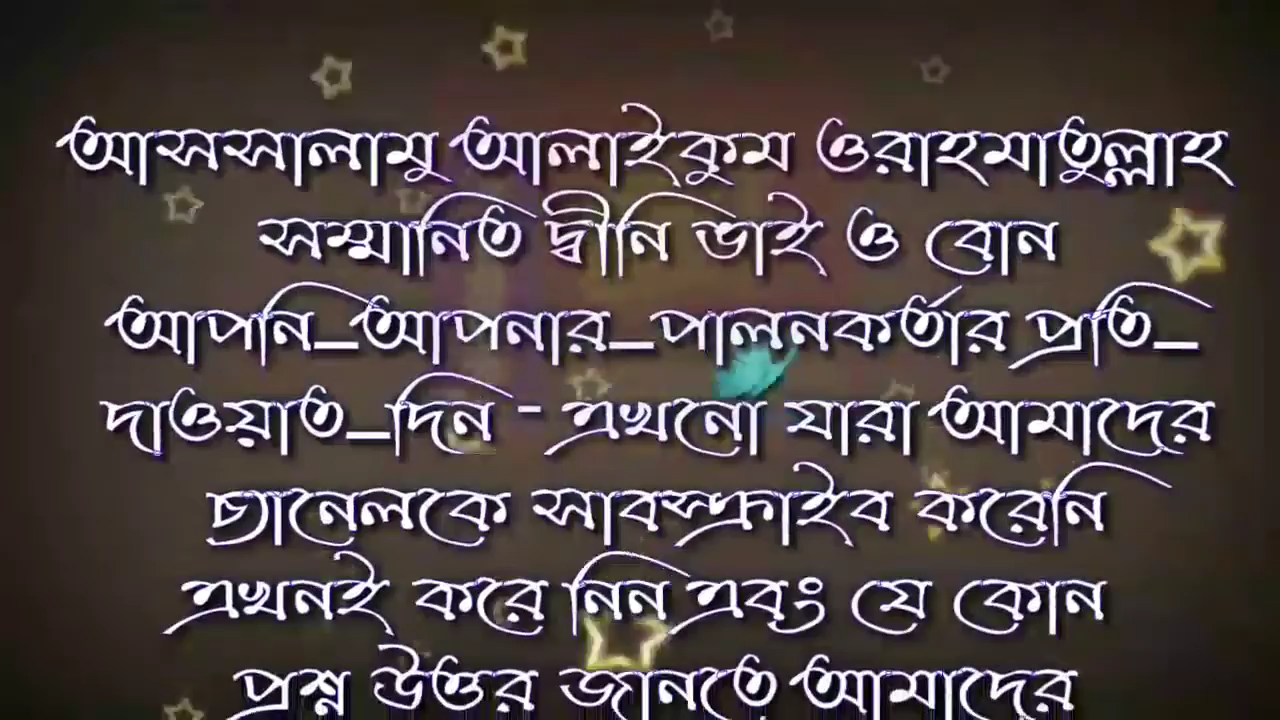 আসসালামু আলাইকুম ওরাহমাতুল্লাহ
সম্মানিত দ্বীনি ভাই ও বোন
আপনি_আপনার_পালনকর্তার প্রতি_
দাওয়াত_দিন - এখনো যারা আমাদের
চ্যানেলকে সাবস্ক্রাইব করেনি
এখনই করে নিন এবং যে কোন
প্রশ্ন উত্তর জানতে আমাদের